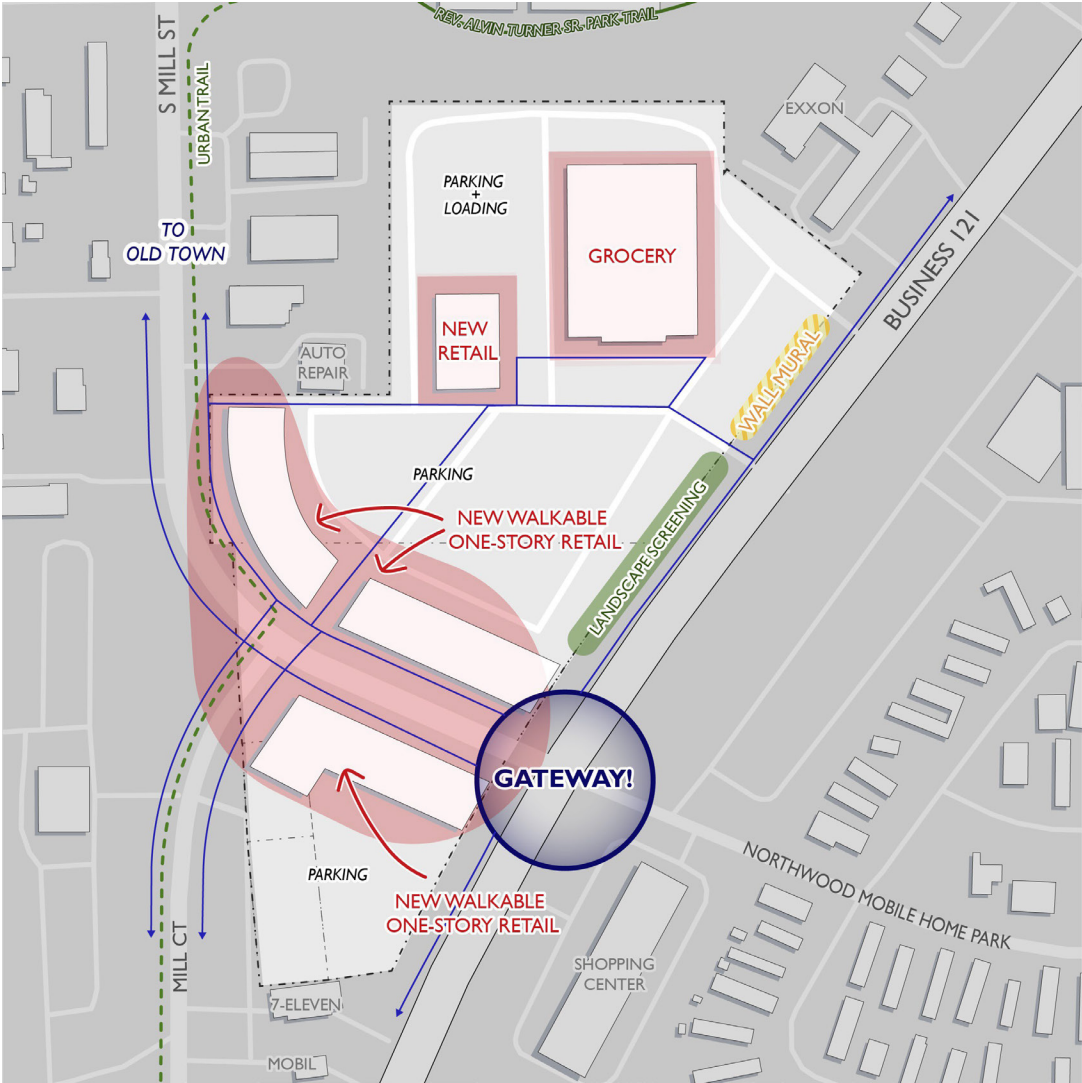 REV. ALVIN TURNER SR. PARK TRAIL
S MILL ST
URBAN TRAIL
EXXON
PARKING
+
LOADING
TO
OLD TOWN
GROCERY
BUSINESS 121
NEW
RETAIL
AUTO
REPAIR
WALL MURAL
PARKING
NEW WALKABLE
ONE-STORY RETAIL
LANDSCAPE SCREENING
GATEWAY!
PARKING
NEW WALKABLE
ONE-STORY RETAIL
NORTHWOOD MOBILE HOME PARK
MILL CT
SHOPPING
CENTER
7-ELEVEN
MOBIL